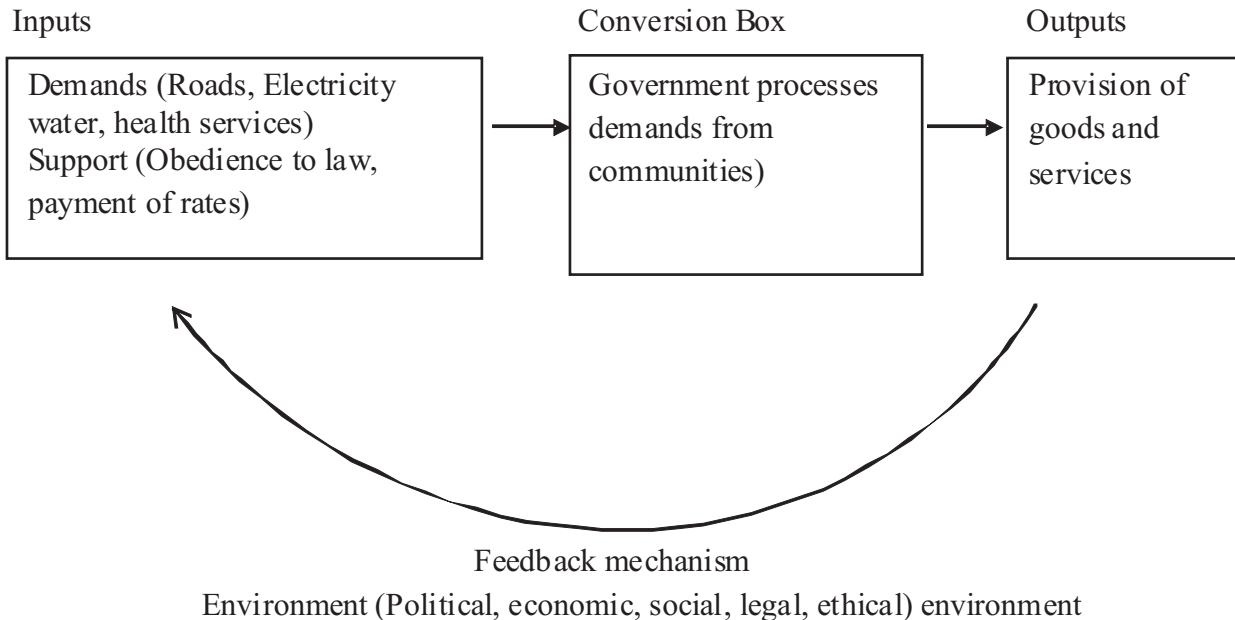 Inputs
Conversion Box
Outputs
Demands (Roads, Electricity
water, health services)
Support (Obedience to law,
payment of rates)
Government processes
demands from
communities)
Provision of
goods and
services
Feedback mechanism
Environment (Political, economic, social, legal, ethical) environment